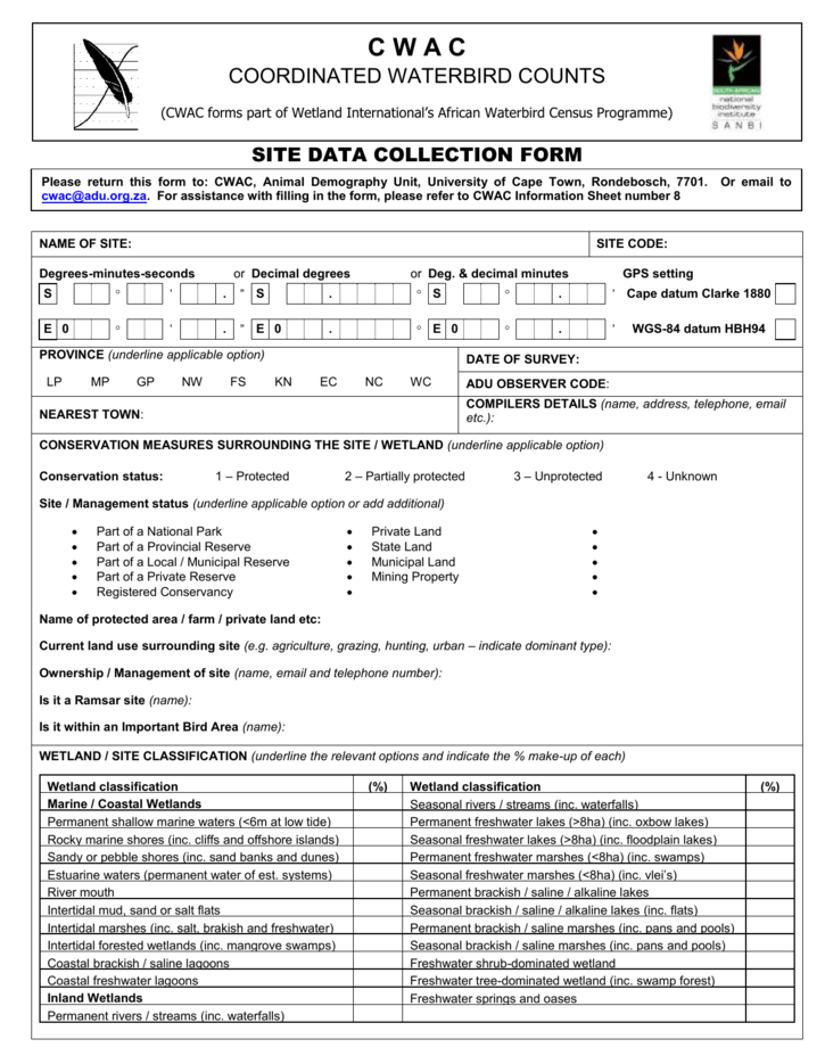 C W A C
COORDINATED WATERBIRD COUNTS
(CWAC forms part of Wetland International's African Waterbird Census Programme)
SOUTH AFRICAN
national
biodiversity
institute
S A N B I
SITE DATA COLLECTION FORM
Please return this form to: CWAC, Animal Demography Unit, University of Cape Town, Rondebosch, 7701. Or email to
cwac@adu.org.za. For assistance with filling in the form, please refer to CWAC Information Sheet number 8
NAME OF SITE: SITE CODE:
Degrees-minutes-seconds or Decimal degrees or Deg. & decimal minutes GPS setting
S ° ' . " S . ° S ° . ' Cape datum Clarke 1880
E 0 ° ' . " E 0 . ° E 0 ° . ' WGS-84 datum HBH94
PROVINCE (underline applicable option)
LP MP GP NW FS KN EC NC WC
DATE OF SURVEY:
ADU OBSERVER CODE:
NEAREST TOWN:
COMPILERS DETAILS (name, address, telephone, email
etc.):
CONSERVATION MEASURES SURROUNDING THE SITE / WETLAND (underline applicable option)
Conservation status: 1 – Protected 2 – Partially protected 3 – Unprotected 4 - Unknown
Site / Management status (underline applicable option or add additional)
• Part of a National Park • Private Land •
• Part of a Provincial Reserve • State Land •
• Part of a Local / Municipal Reserve • Municipal Land •
• Part of a Private Reserve • Mining Property •
• Registered Conservancy • •
Name of protected area / farm / private land etc:
Current land use surrounding site (e.g. agriculture, grazing, hunting, urban – indicate dominant type):
Ownership / Management of site (name, email and telephone number):
Is it a Ramsar site (name):
Is it within an Important Bird Area (name):
WETLAND / SITE CLASSIFICATION (underline the relevant options and indicate the % make-up of each)
Wetland classification (%) Wetland classification (%)
Marine / Coastal Wetlands Seasonal rivers / streams (inc. waterfalls)
Permanent shallow marine waters (<6m at low tide) Permanent freshwater lakes (>8ha) (inc. oxbow lakes)
Rocky marine shores (inc. cliffs and offshore islands) Seasonal freshwater lakes (>8ha) (inc. floodplain lakes)
Sandy or pebble shores (inc. sand banks and dunes) Permanent freshwater marshes (<8ha) (inc. swamps)
Estuarine waters (permanent water of est. systems) Seasonal freshwater marshes (<8ha) (inc. vlei's)
River mouth Permanent brackish / saline / alkaline lakes
Intertidal mud, sand or salt flats Seasonal brackish / saline / alkaline lakes (inc. flats)
Intertidal marshes (inc. salt, brakish and freshwater) Permanent brackish / saline marshes (inc. pans and pools)
Intertidal forested wetlands (inc. mangrove swamps) Seasonal brackish / saline marshes (inc. pans and pools)
Coastal brackish / saline lagoons Freshwater shrub-dominated wetland
Coastal freshwater lagoons Freshwater tree-dominated wetland (inc. swamp forest)
Inland Wetlands Freshwater springs and oases
Permanent rivers / streams (inc. waterfalls)